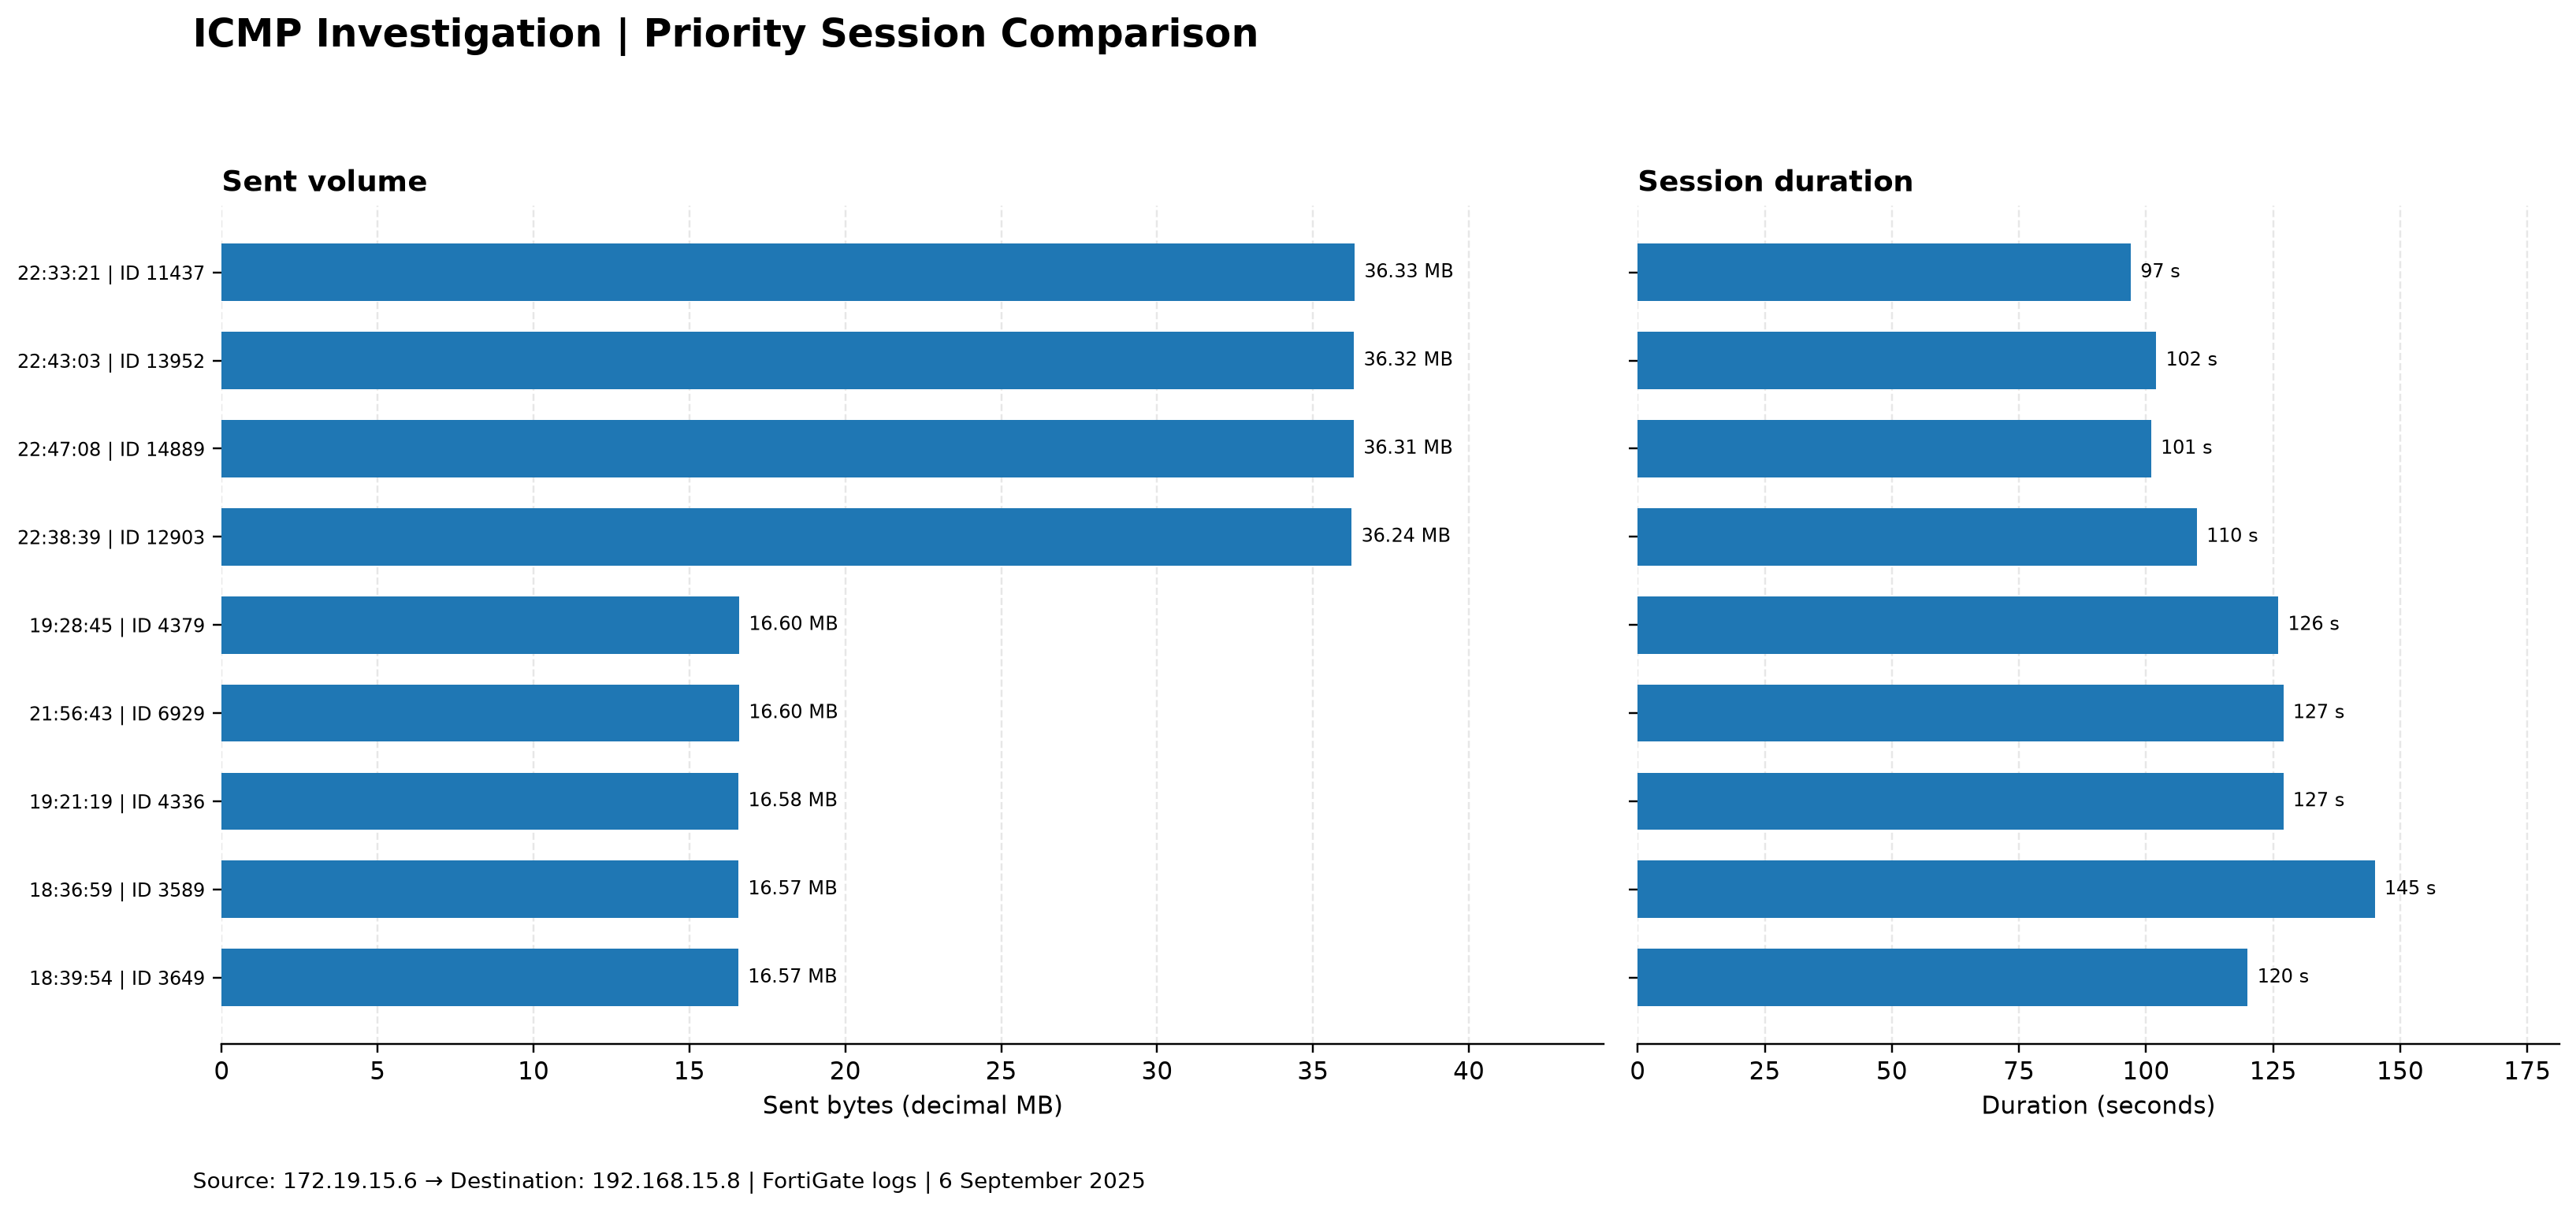 ICMP Investigation | Priority Session Comparison
Sent volume
22:33:21 | ID 11437
36.33 MB
22:43:03 | ID 13952
36.32 MB
22:47:08 | ID 14889
36.31 MB
22:38:39 | ID 12903
36.24 MB
19:28:45 | ID 4379
16.60 MB
21:56:43 | ID 6929
16.60 MB
19:21:19 | ID 4336
16.58 MB
18:36:59 | ID 3589
16.57 MB
18:39:54 | ID 3649
16.57 MB
0 5 10 15 20 25 30 35 40
Sent bytes (decimal MB)
Session duration
97 s
102 s
101 s
110 s
126 s
127 s
127 s
145 s
120 s
0 25 50 75 100 125 150 175
Duration (seconds)
Source: 172.19.15.6 → Destination: 192.168.15.8 | FortiGate logs | 6 September 2025